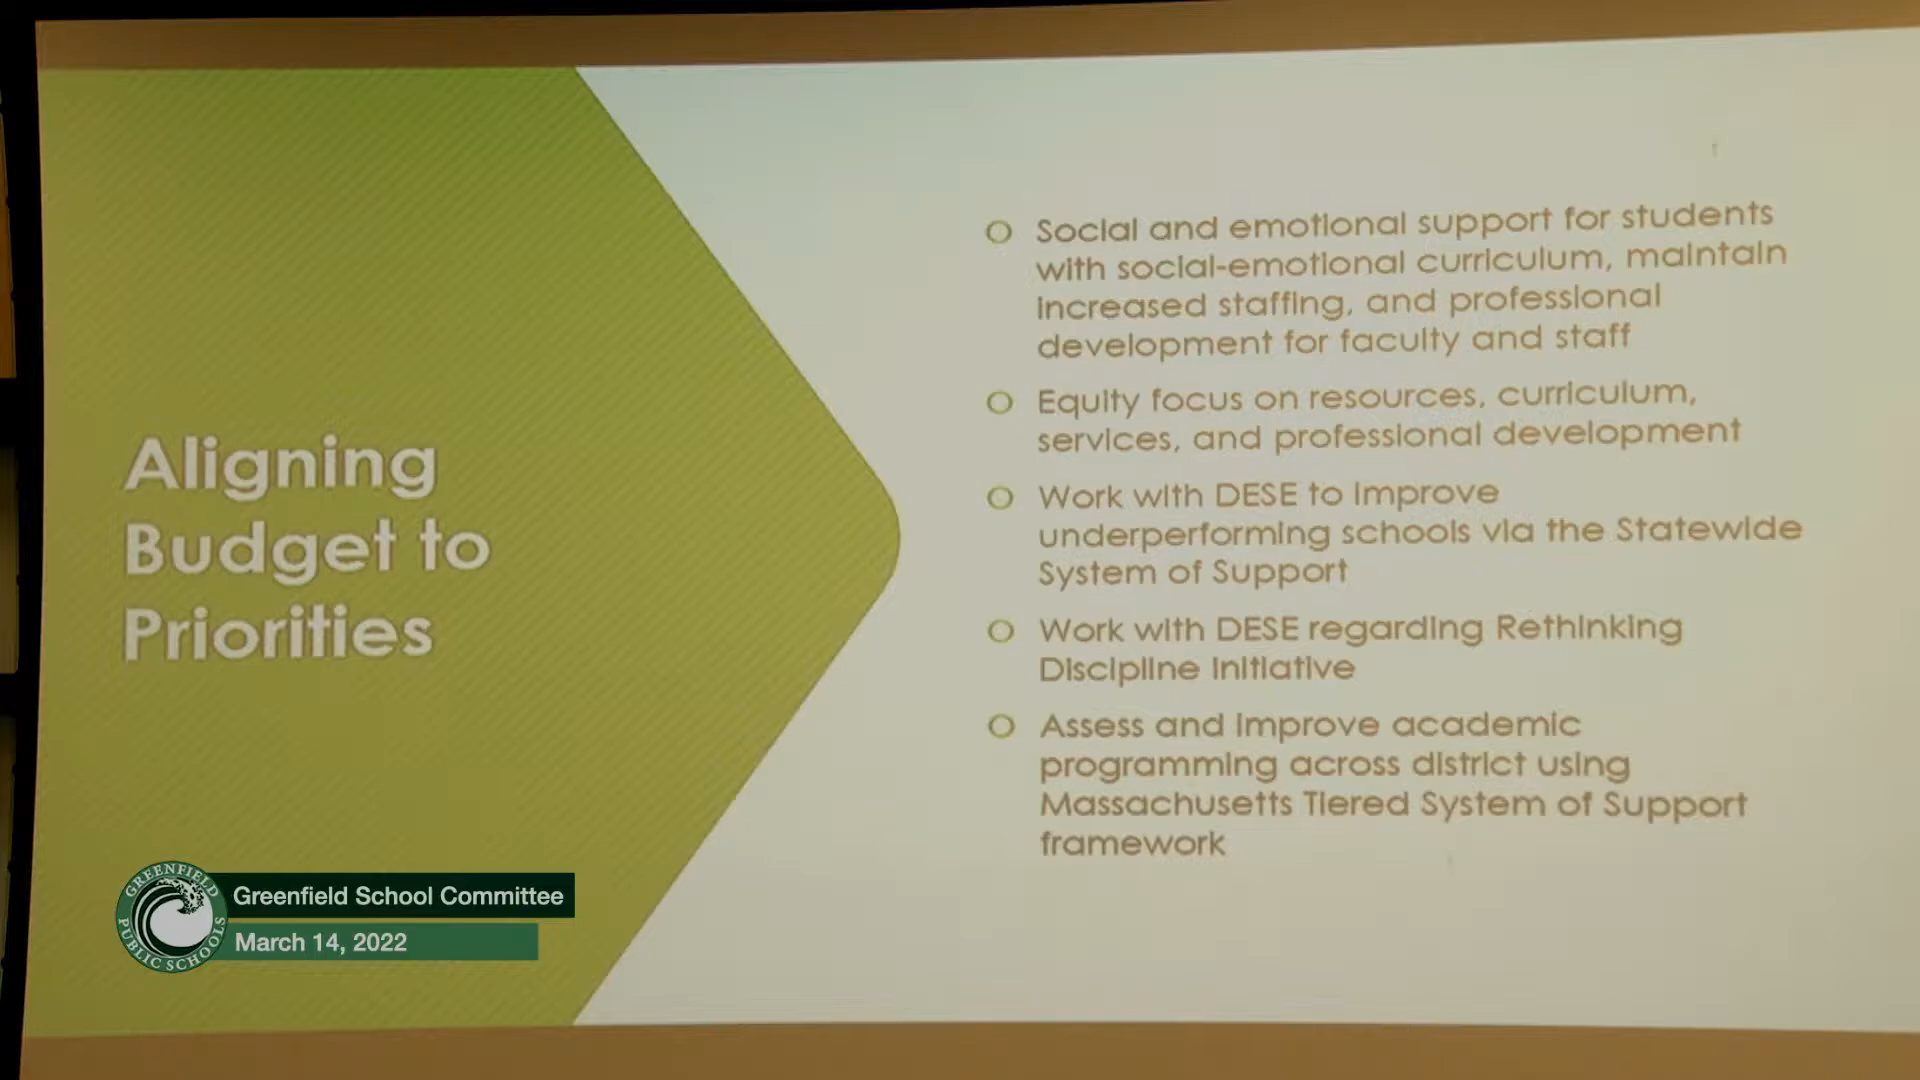 Aligning
Budget to
Priorities
Social and emotional support for students
with social-emotional curriculum, maintain
increased staffing, and professional
development for faculty and staff
Equity focus on resources, curriculum,
services, and professional development
Work with DESE to improve
underperforming schools via the Statewide
System of Support
Work with DESE regarding Rethinking
Discipline Initiative
Assess and improve academic
programming across district using
Massachusetts Tiered System of Support
framework
GREENFIELD
PUBLIC SCHOOLS
Greenfield School Committee
March 14, 2022